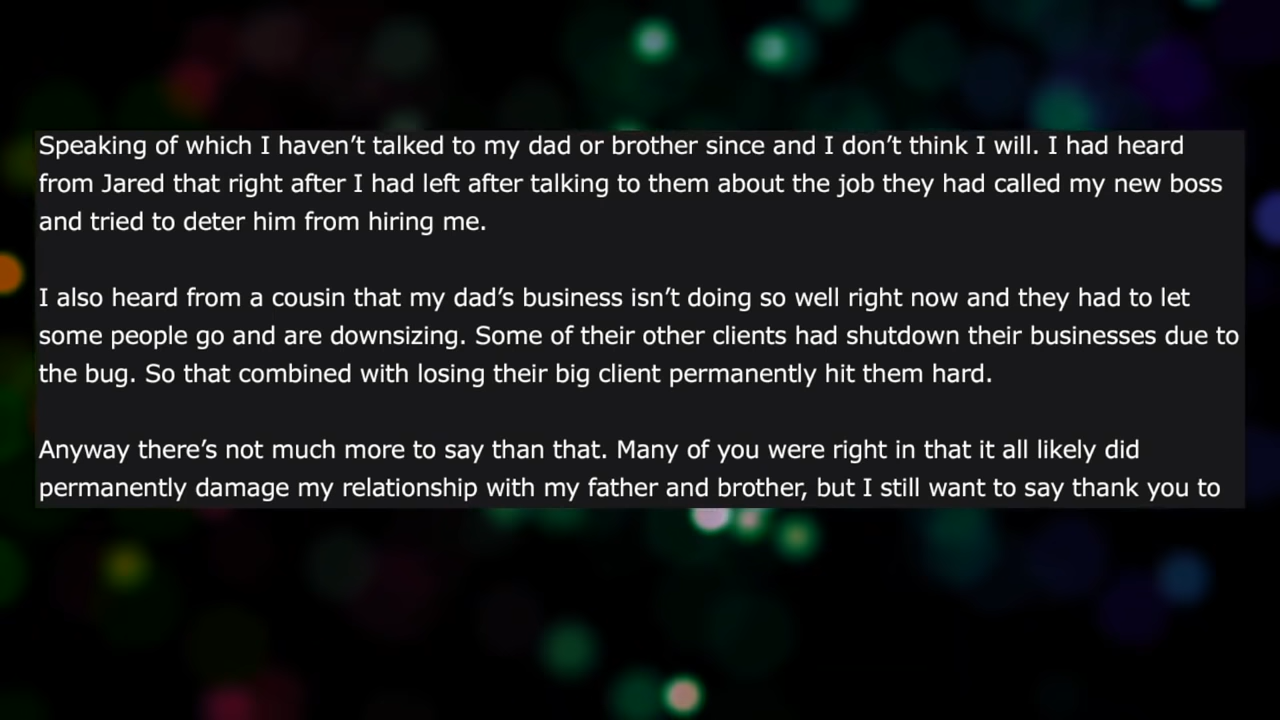 Speaking of which I haven’t talked to my dad or brother since and I don’t think I will. I had heard
from Jared that right after I had left after talking to them about the job they had called my new boss
and tried to deter him from hiring me.
I also heard from a cousin that my dad’s business isn’t doing so well right now and they had to let
some people go and are downsizing. Some of their other clients had shutdown their businesses due to
the bug. So that combined with losing their big client permanently hit them hard.
Anyway there’s not much more to say than that. Many of you were right in that it all likely did
permanently damage my relationship with my father and brother, but I still want to say thank you to